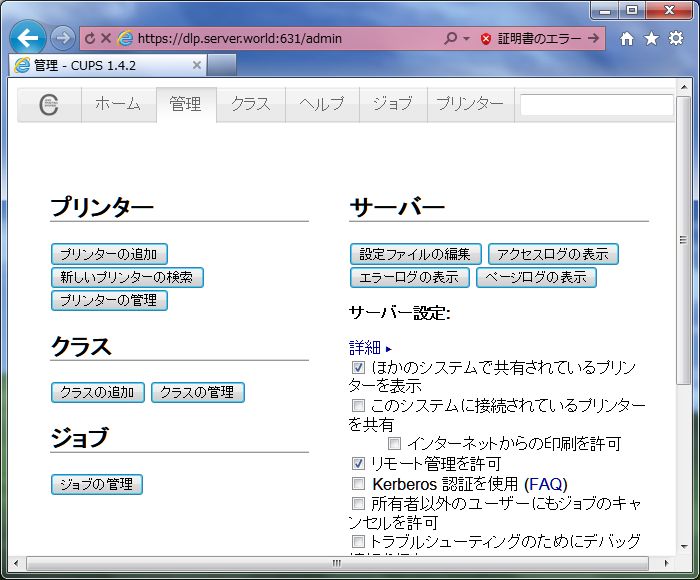 https://dlp.server.world:631/admin
証明書のエラー
管理 - CUPS 1.4.2
ホーム
管理
クラス
ヘルプ
ジョブ
プリンター
プリンター
プリンターの追加
新しいプリンターの検索
プリンターの管理
クラス
クラスの追加 クラスの管理
ジョブ
ジョブの管理
サーバー
設定ファイルの編集 アクセスログの表示
エラーログの表示 ページログの表示
サーバー設定:
詳細
ほかのシステムで共有されているプリン
ターを表示
このシステムに接続されているプリンター
を共有
インターネットからの印刷を許可
リモート管理を許可
Kerberos 認証を使用 (FAQ)
所有者以外のユーザーにもジョブのキャ
ンセルを許可
トラブルシューティングのためにデバッグ